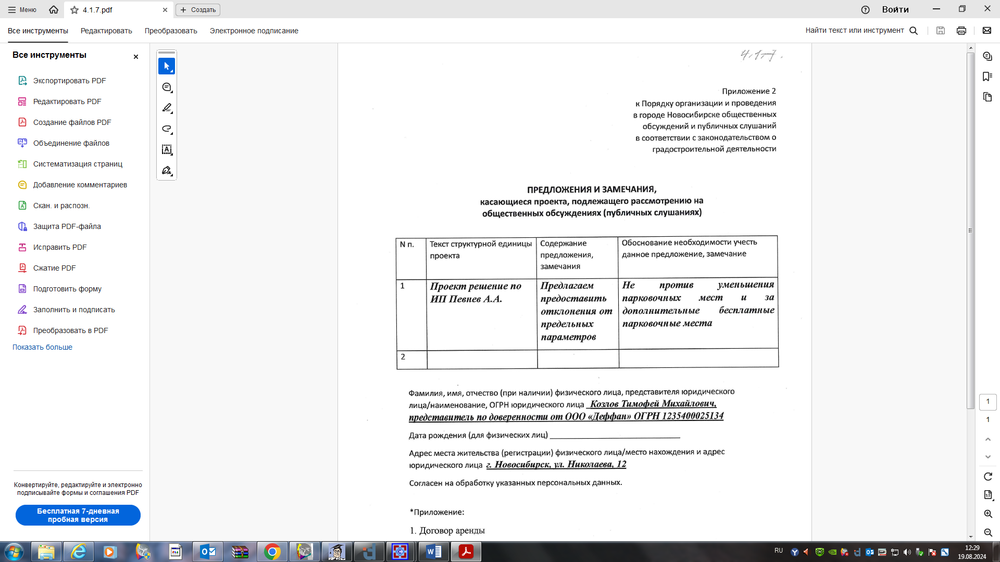 Меню
4.1.7.pdf
Создать
Войти
Все инструменты
Редактировать
Преобразовать
Электронное подписание
Найти текст или инструмент
Все инструменты
Экспортировать PDF
Редактировать PDF
Создание файлов PDF
Объединение файлов
Систематизация страниц
Добавление комментариев
Скан. и распозн.
Защита PDF-файла
Исправить PDF
Сжатие PDF
Подготовить форму
Заполнить и подписать
Преобразовать в PDF
Показать больше
Конвертируйте, редактируйте и электронно
подписывайте формы и соглашения PDF
Бесплатная 7-дневная
пробная версия
4.1.7.
Приложение 2
к Порядку организации и проведения
в городе Новосибирске общественных
обсуждений и публичных слушаний
в соответствии с законодательством о
градостроительной деятельности
ПРЕДЛОЖЕНИЯ И ЗАМЕЧАНИЯ,
касающиеся проекта, подлежащего рассмотрению на
общественных обсуждениях (публичных слушаниях)
N п.
Текст структурной единицы
проекта
Содержание
предложения,
замечания
Обоснование необходимости учесть
данное предложение, замечание
1
Проект решение по
ИП Певнев А.А.
Предлагаем
предоставить
отклонения от
предельных
параметров
Не против уменьшения
парковочных мест и за
дополнительные бесплатные
парковочные места
2
Фамилия, имя, отчество (при наличии) физического лица, представителя юридического
лица/наименование, ОГРН юридического лица Козлов Тимофей Михайлович,
представитель по доверенности от ООО «Деффан» ОГРН 1235400025134
Дата рождения (для физических лиц)
Адрес места жительства (регистрации) физического лица/место нахождения и адрес
юридического лица г. Новосибирск, ул. Николаева, 12
Согласен на обработку указанных персональных данных.
*Приложение:
1. Договор аренды
1
1
RU
12:29
19.08.2024